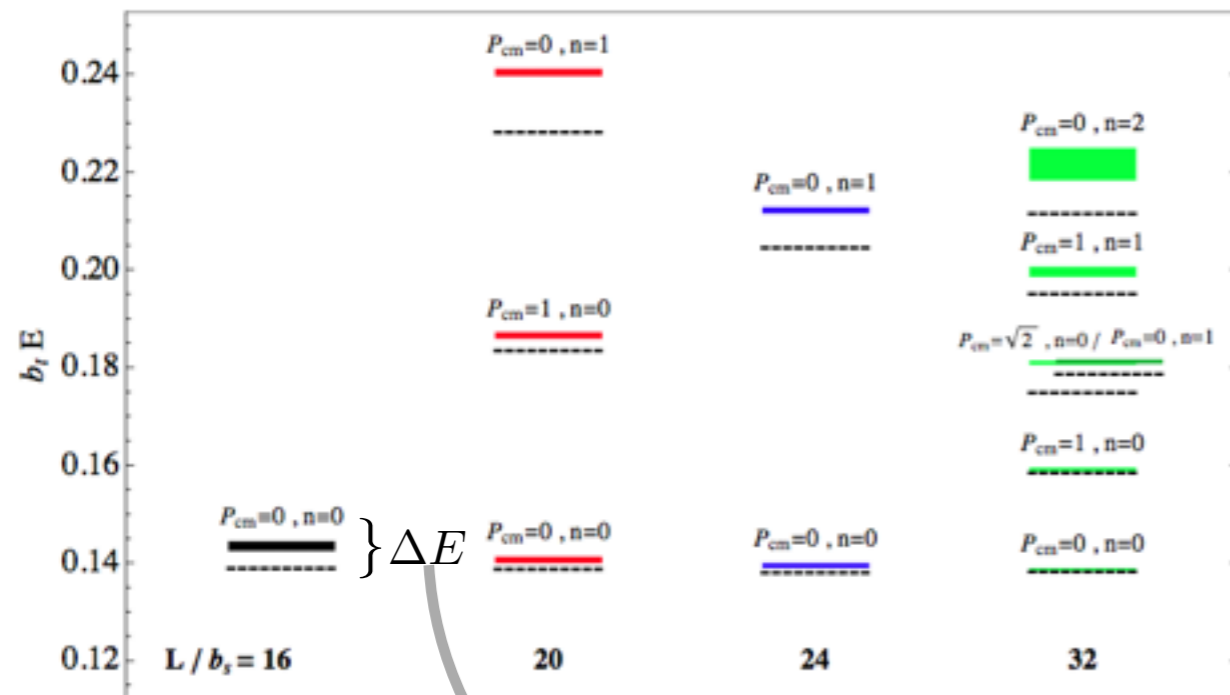 P_cm=0 , n=1
0.24
P_cm=0 , n=2
0.22
P_cm=0 , n=1
P_cm=1 , n=1
0.20
P_cm=1 , n=0
b_t E
P_cm=√2 , n=0 / P_cm=0 , n=1
0.18
P_cm=1 , n=0
0.16
P_cm=0 , n=0
P_cm=0 , n=0
P_cm=0 , n=0
P_cm=0 , n=0
} ΔE
0.14
0.12
L / b_s = 16 20 24 32